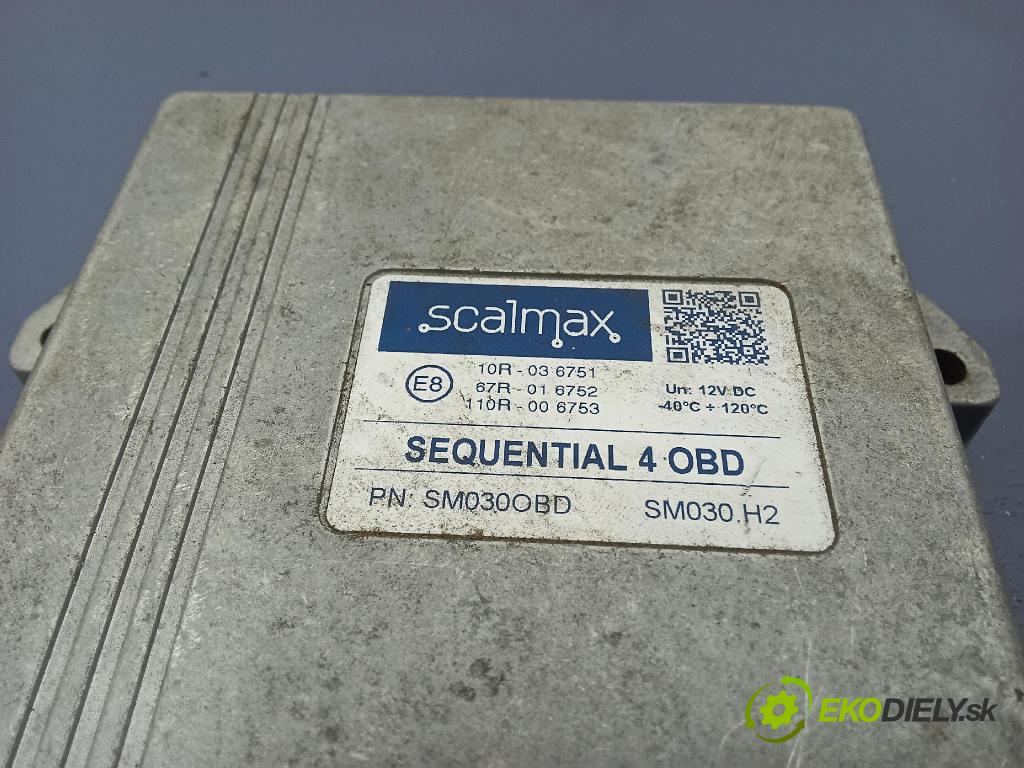 scalmax
E8
10R - 03 6751
67R - 01 6752
110R - 00 6753
Un: 12V DC
-40°C ÷ 120°C
SEQUENTIAL 4 OBD
PN: SM030OBD SM030.H2
EKODIELY.sk